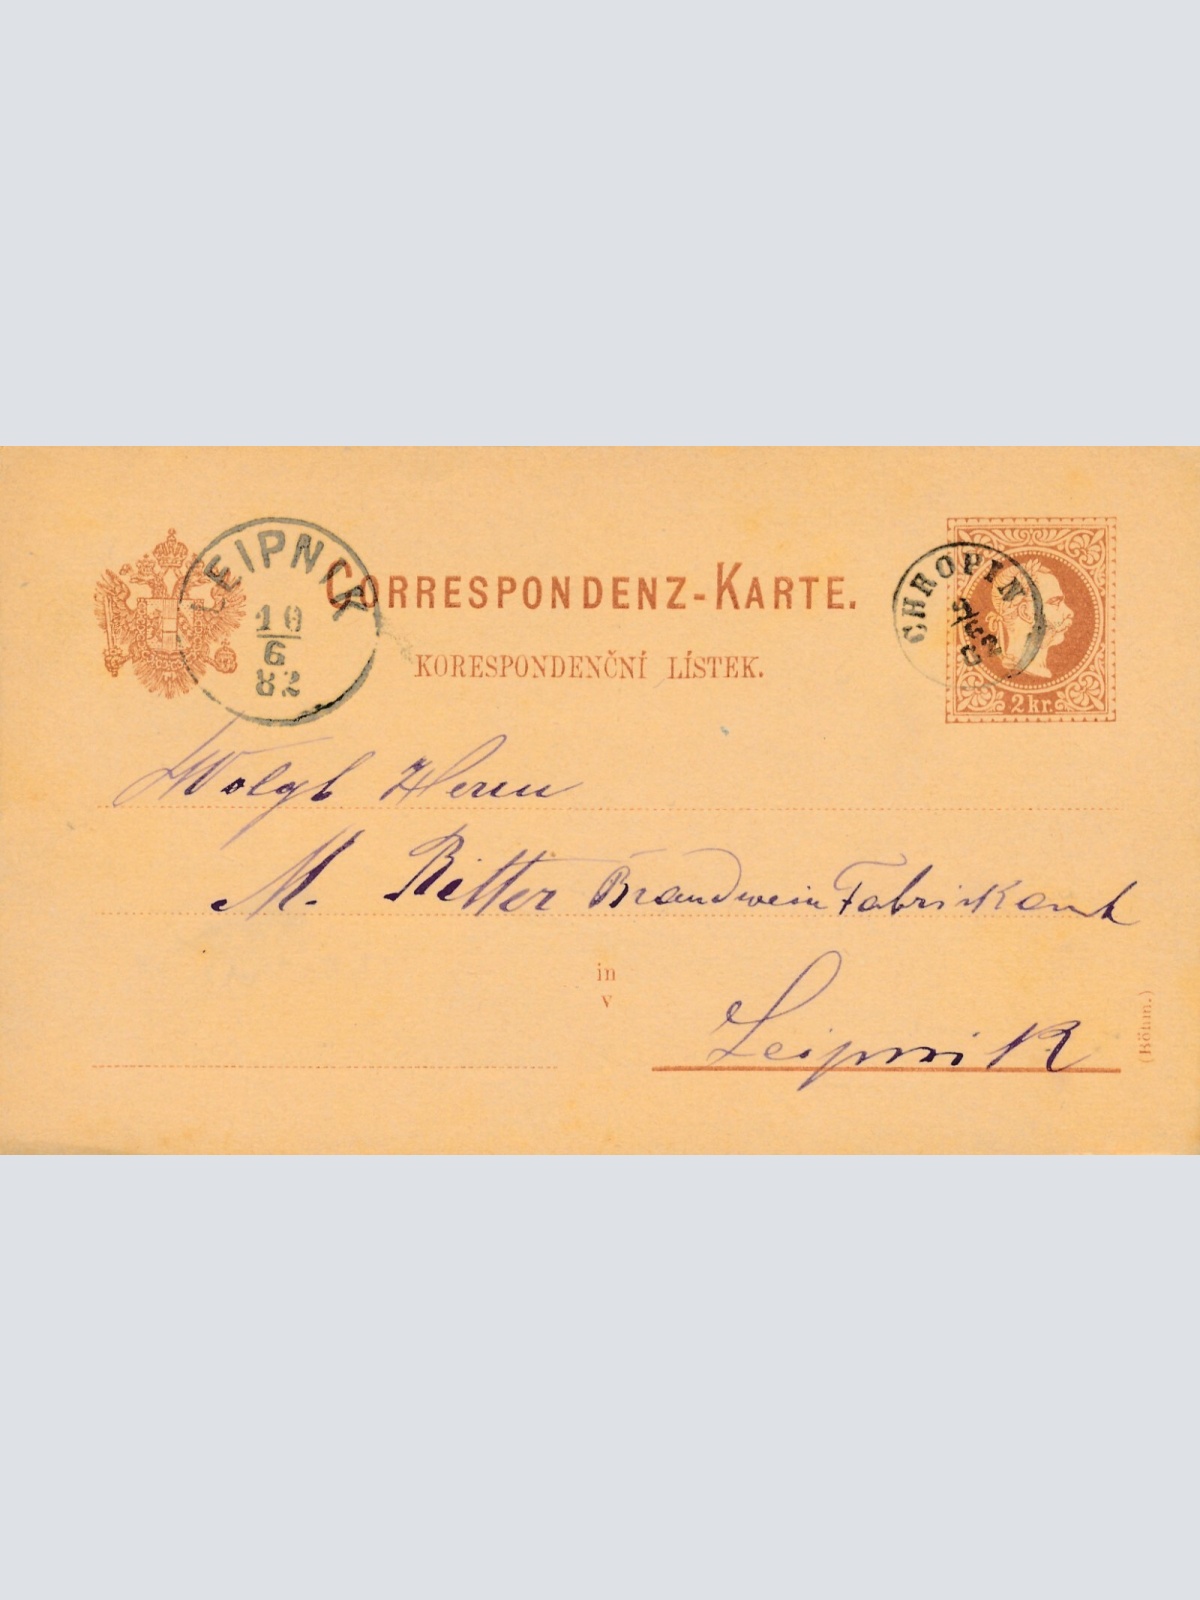 LEIPNICK
10
6
82
CORRESPONDENZ-KARTE.
KORESPONDENČNÍ LÍSTEK.
CHROPIN
2 kr.
Wolgb Herrn
M. Ritter Brandwein Fabrikant
in
v
Leipnik
(Böhm.)